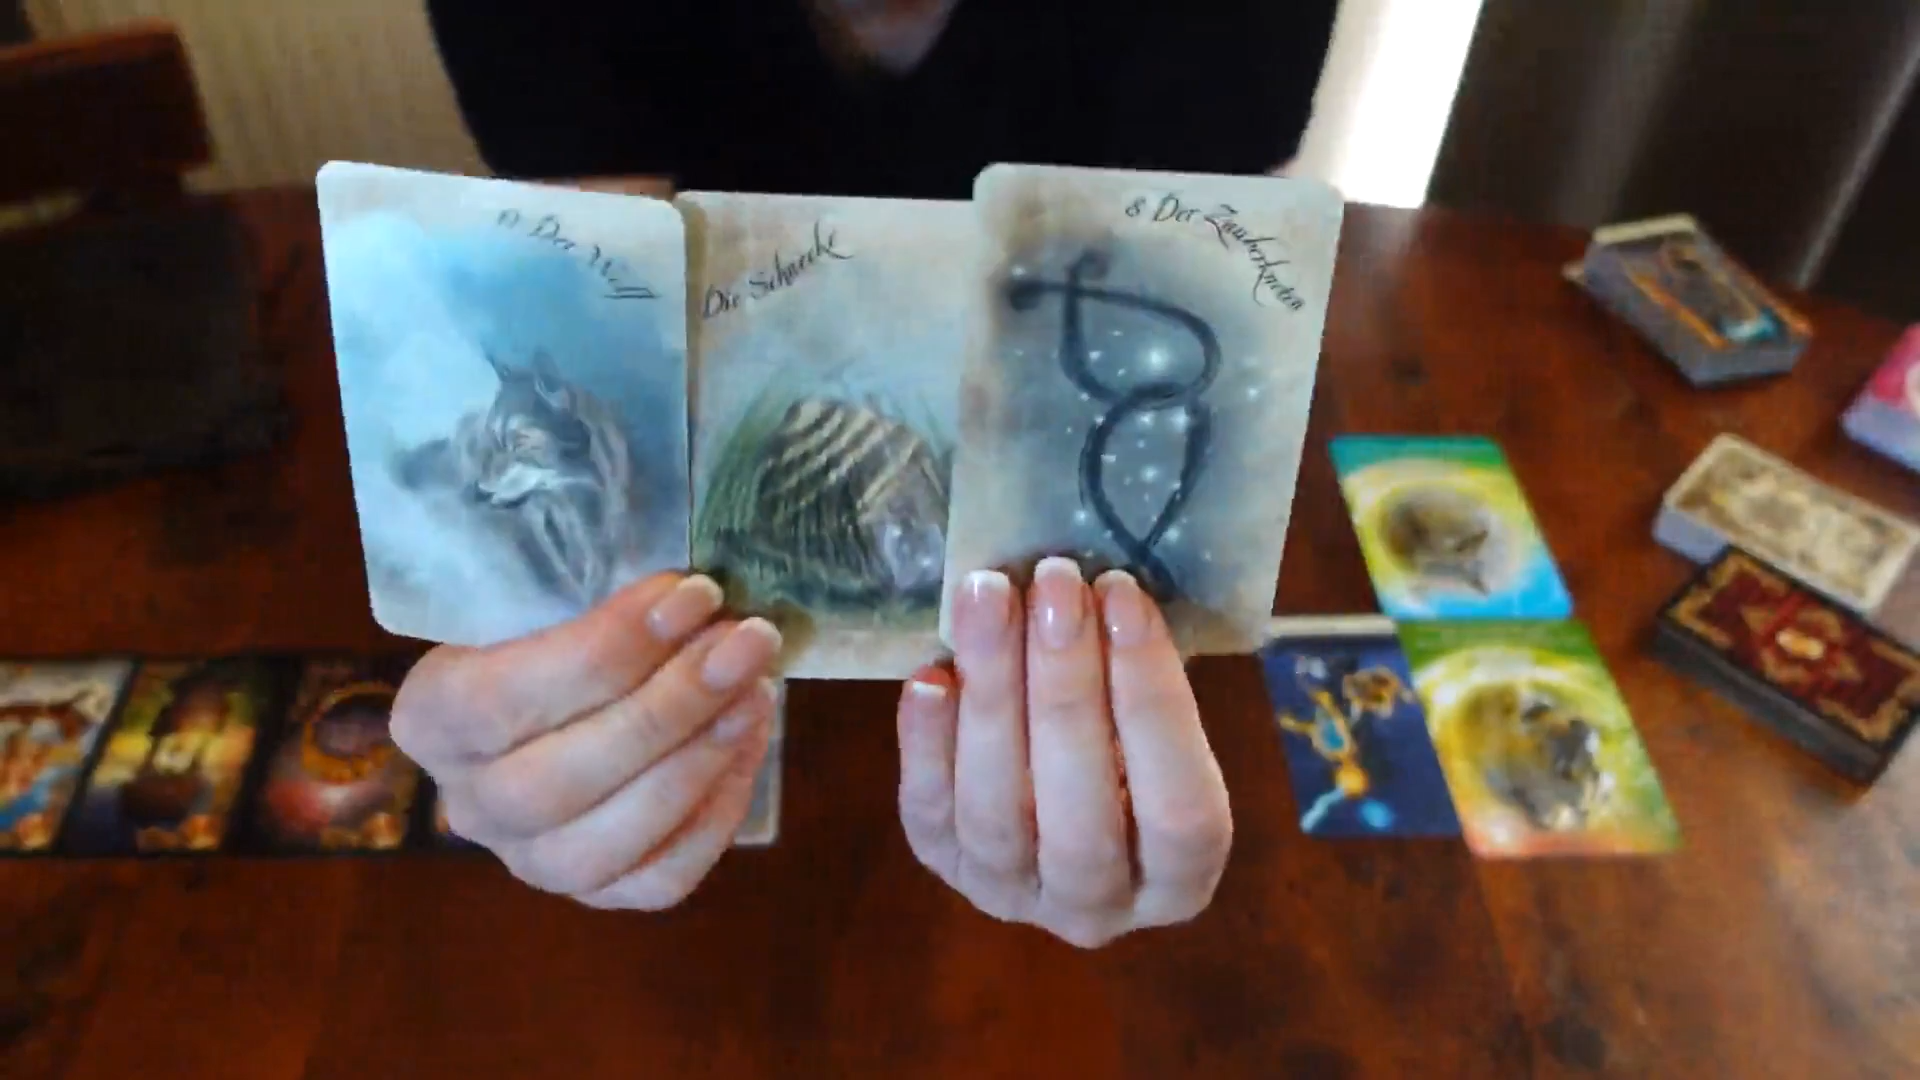 Der Wolf
Die Schnecke
8 Der Zauberknoten